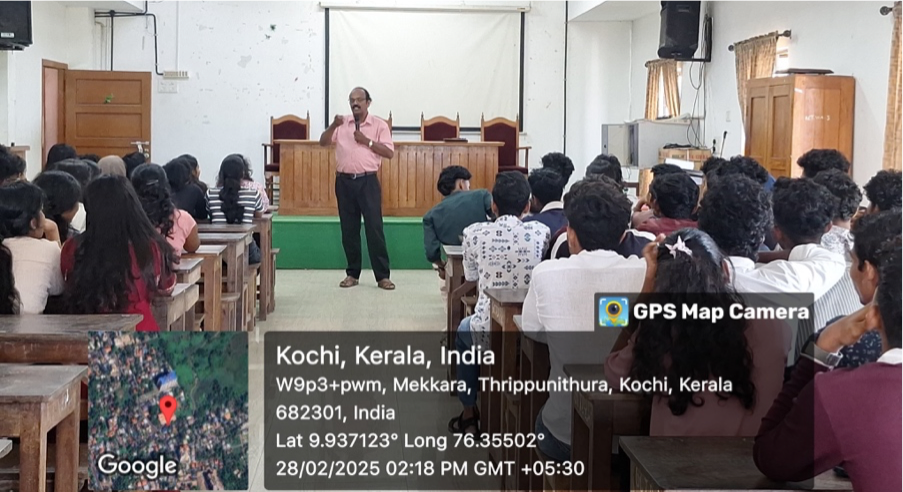 GPS Map Camera
Kochi, Kerala, India
W9p3+pwm, Mekkara, Thrippunithura, Kochi, Kerala
682301, India
Lat 9.937123° Long 76.35502°
28/02/2025 02:18 PM GMT +05:30
Google